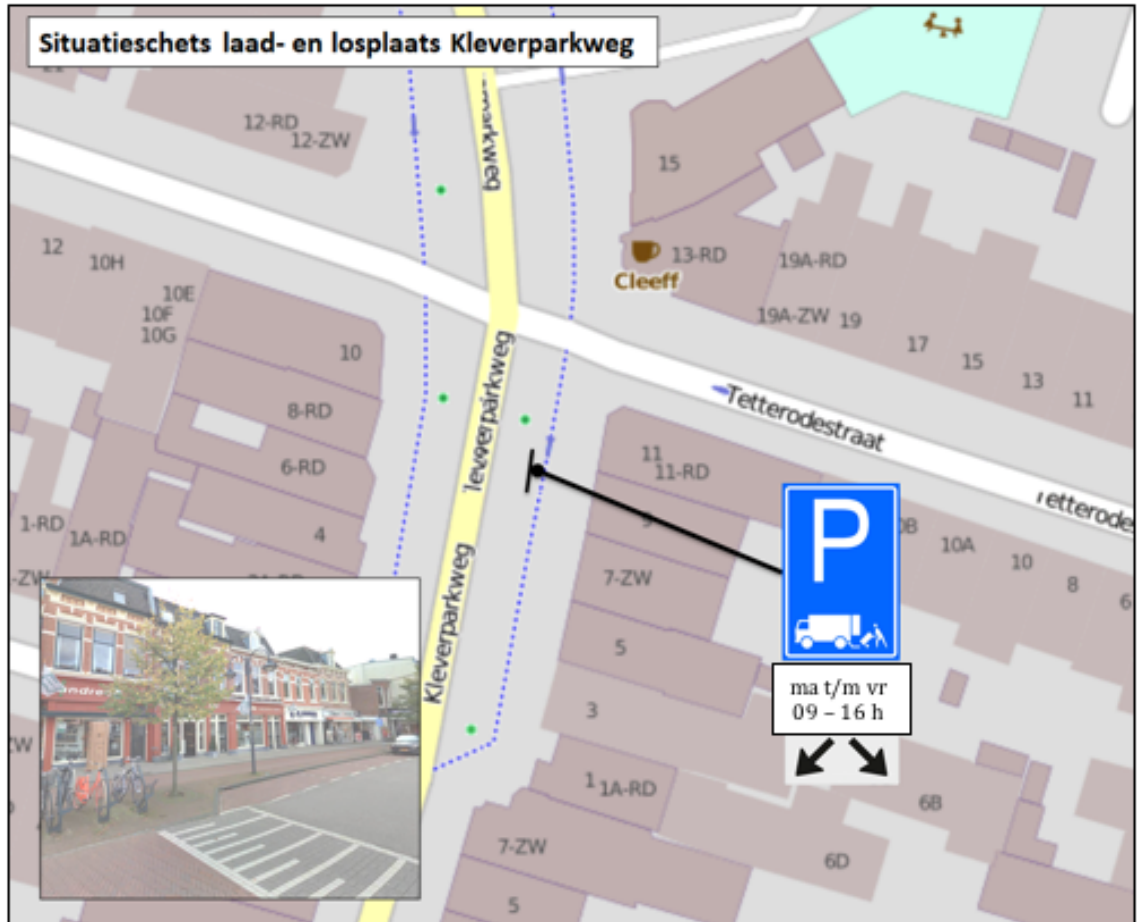 Situatieschets laad- en losplaats Kleverparkweg
12-RD
12-ZW
15
12
10H
10E
10F
10G
13-RD
Cleeff
19A-RD
19A-ZW
19
17
15
13
11
10
8-RD
6-RD
4
1-RD
1A-RD
Kleverparkweg
Tetterodestraat
11
11-RD
9
7-ZW
5
3
1
1A-RD
7-ZW
5
P
10A
10
8
6
ma t/m vr
09 – 16 h
6B
6D